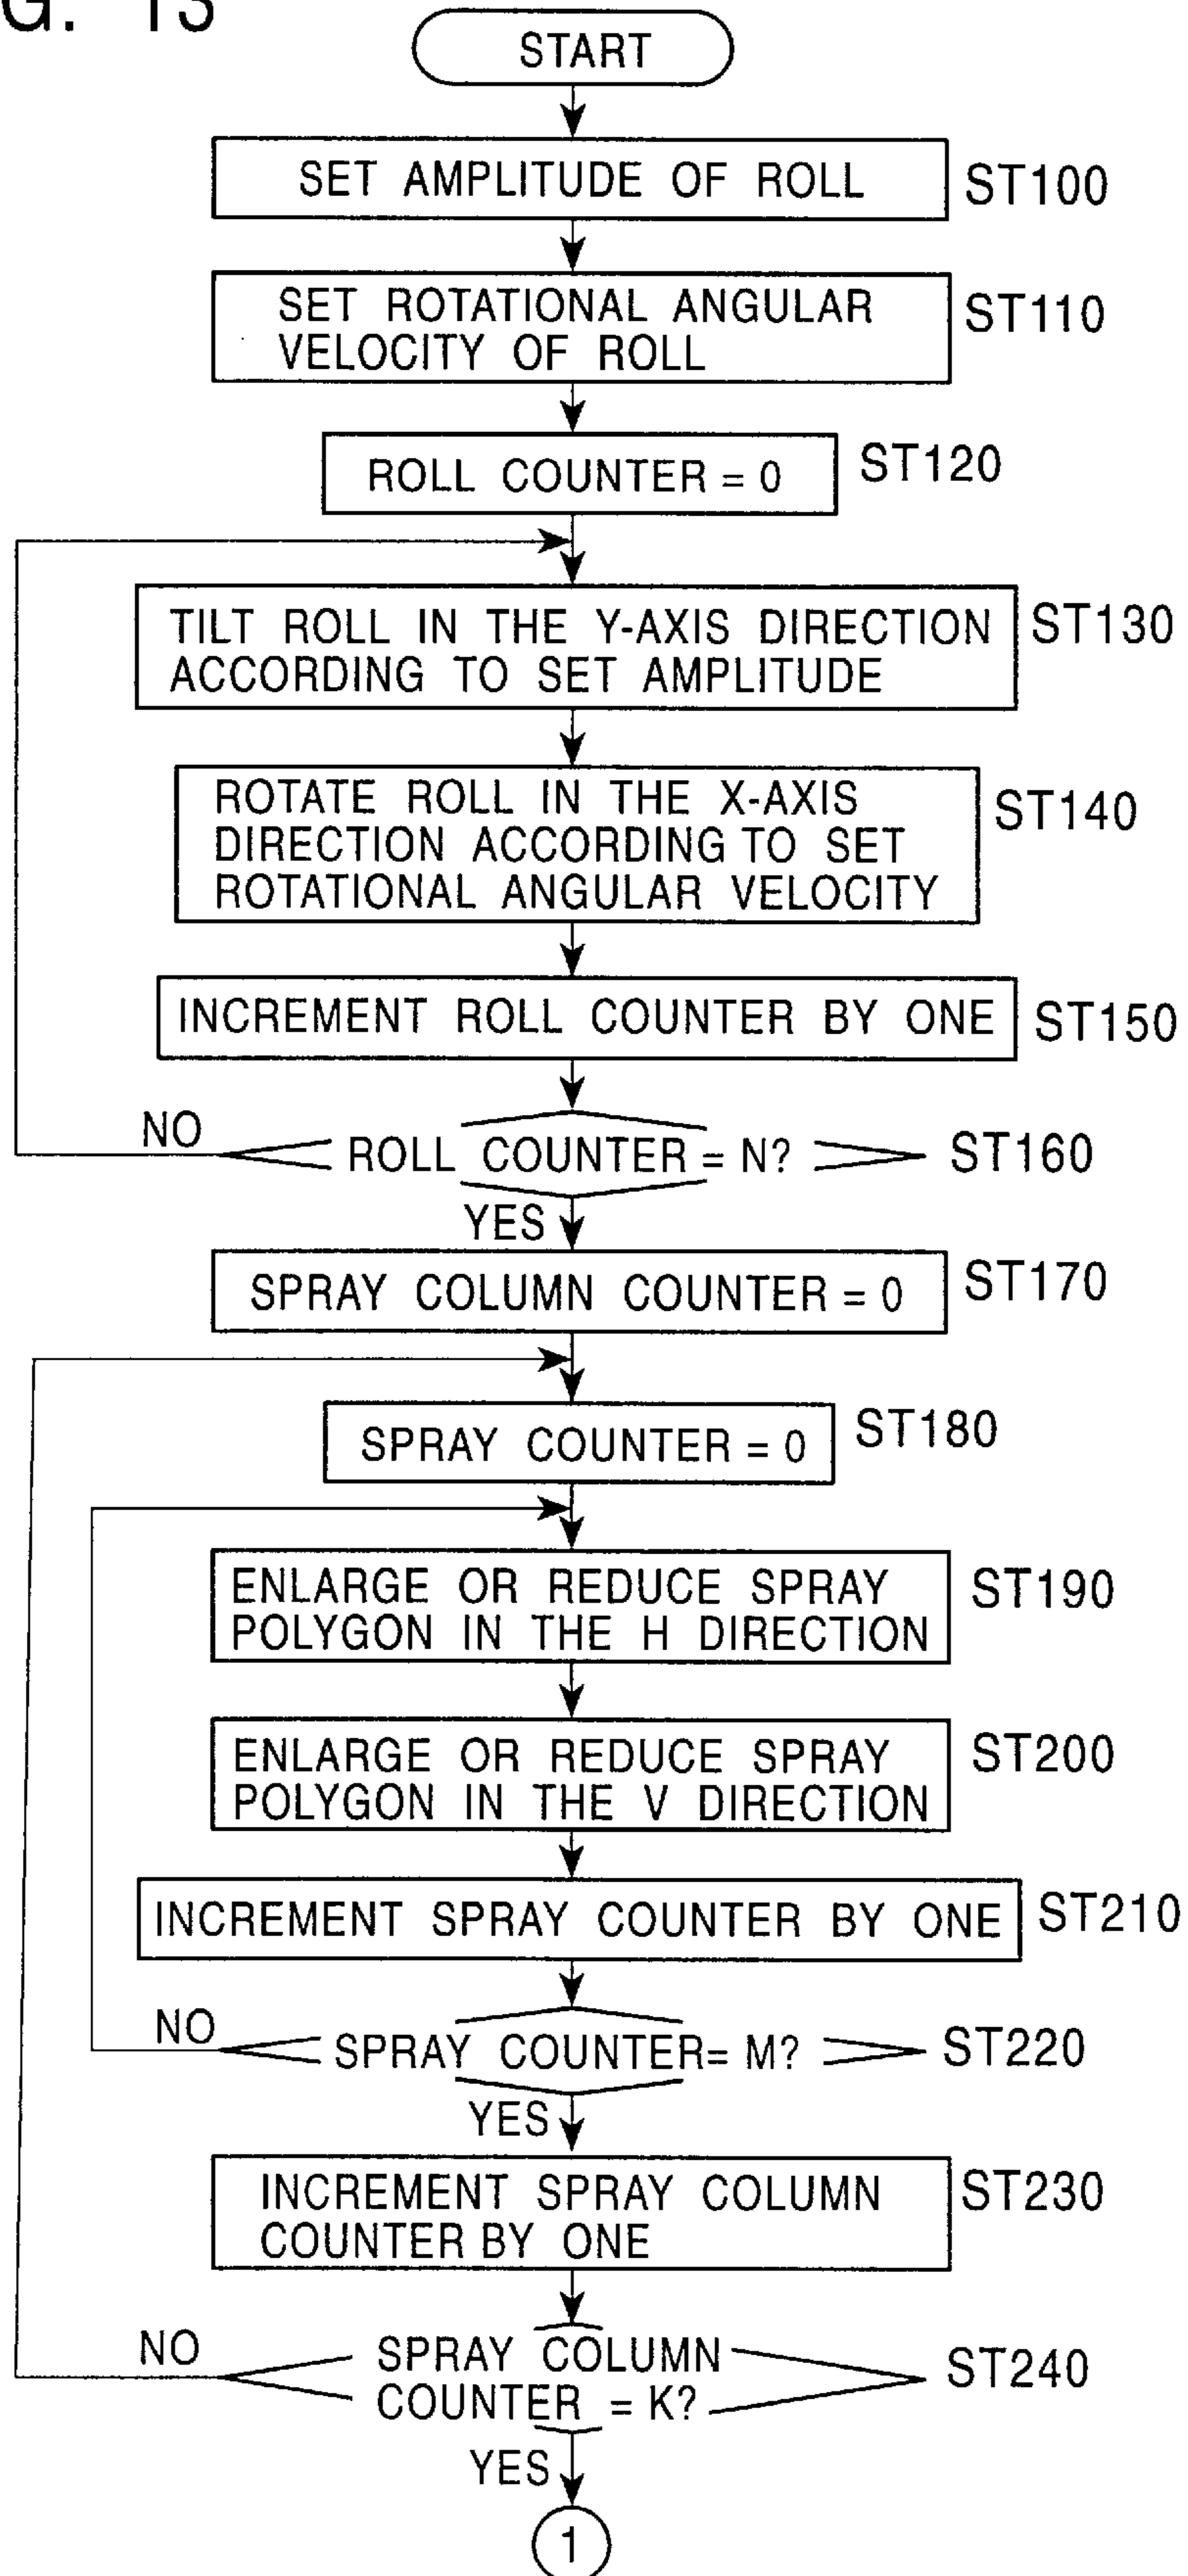 G. 13
START
SET AMPLITUDE OF ROLL
ST100
SET ROTATIONAL ANGULAR
VELOCITY OF ROLL
ST110
ROLL COUNTER = 0
ST120
TILT ROLL IN THE Y-AXIS DIRECTION
ACCORDING TO SET AMPLITUDE
ST130
ROTATE ROLL IN THE X-AXIS
DIRECTION ACCORDING TO SET
ROTATIONAL ANGULAR VELOCITY
ST140
INCREMENT ROLL COUNTER BY ONE
ST150
NO
ROLL COUNTER = N?
ST160
YES
SPRAY COLUMN COUNTER = 0
ST170
SPRAY COUNTER = 0
ST180
ENLARGE OR REDUCE SPRAY
POLYGON IN THE H DIRECTION
ST190
ENLARGE OR REDUCE SPRAY
POLYGON IN THE V DIRECTION
ST200
INCREMENT SPRAY COUNTER BY ONE
ST210
NO
SPRAY COUNTER= M?
ST220
YES
INCREMENT SPRAY COLUMN
COUNTER BY ONE
ST230
NO
SPRAY COLUMN
COUNTER = K?
ST240
YES
1